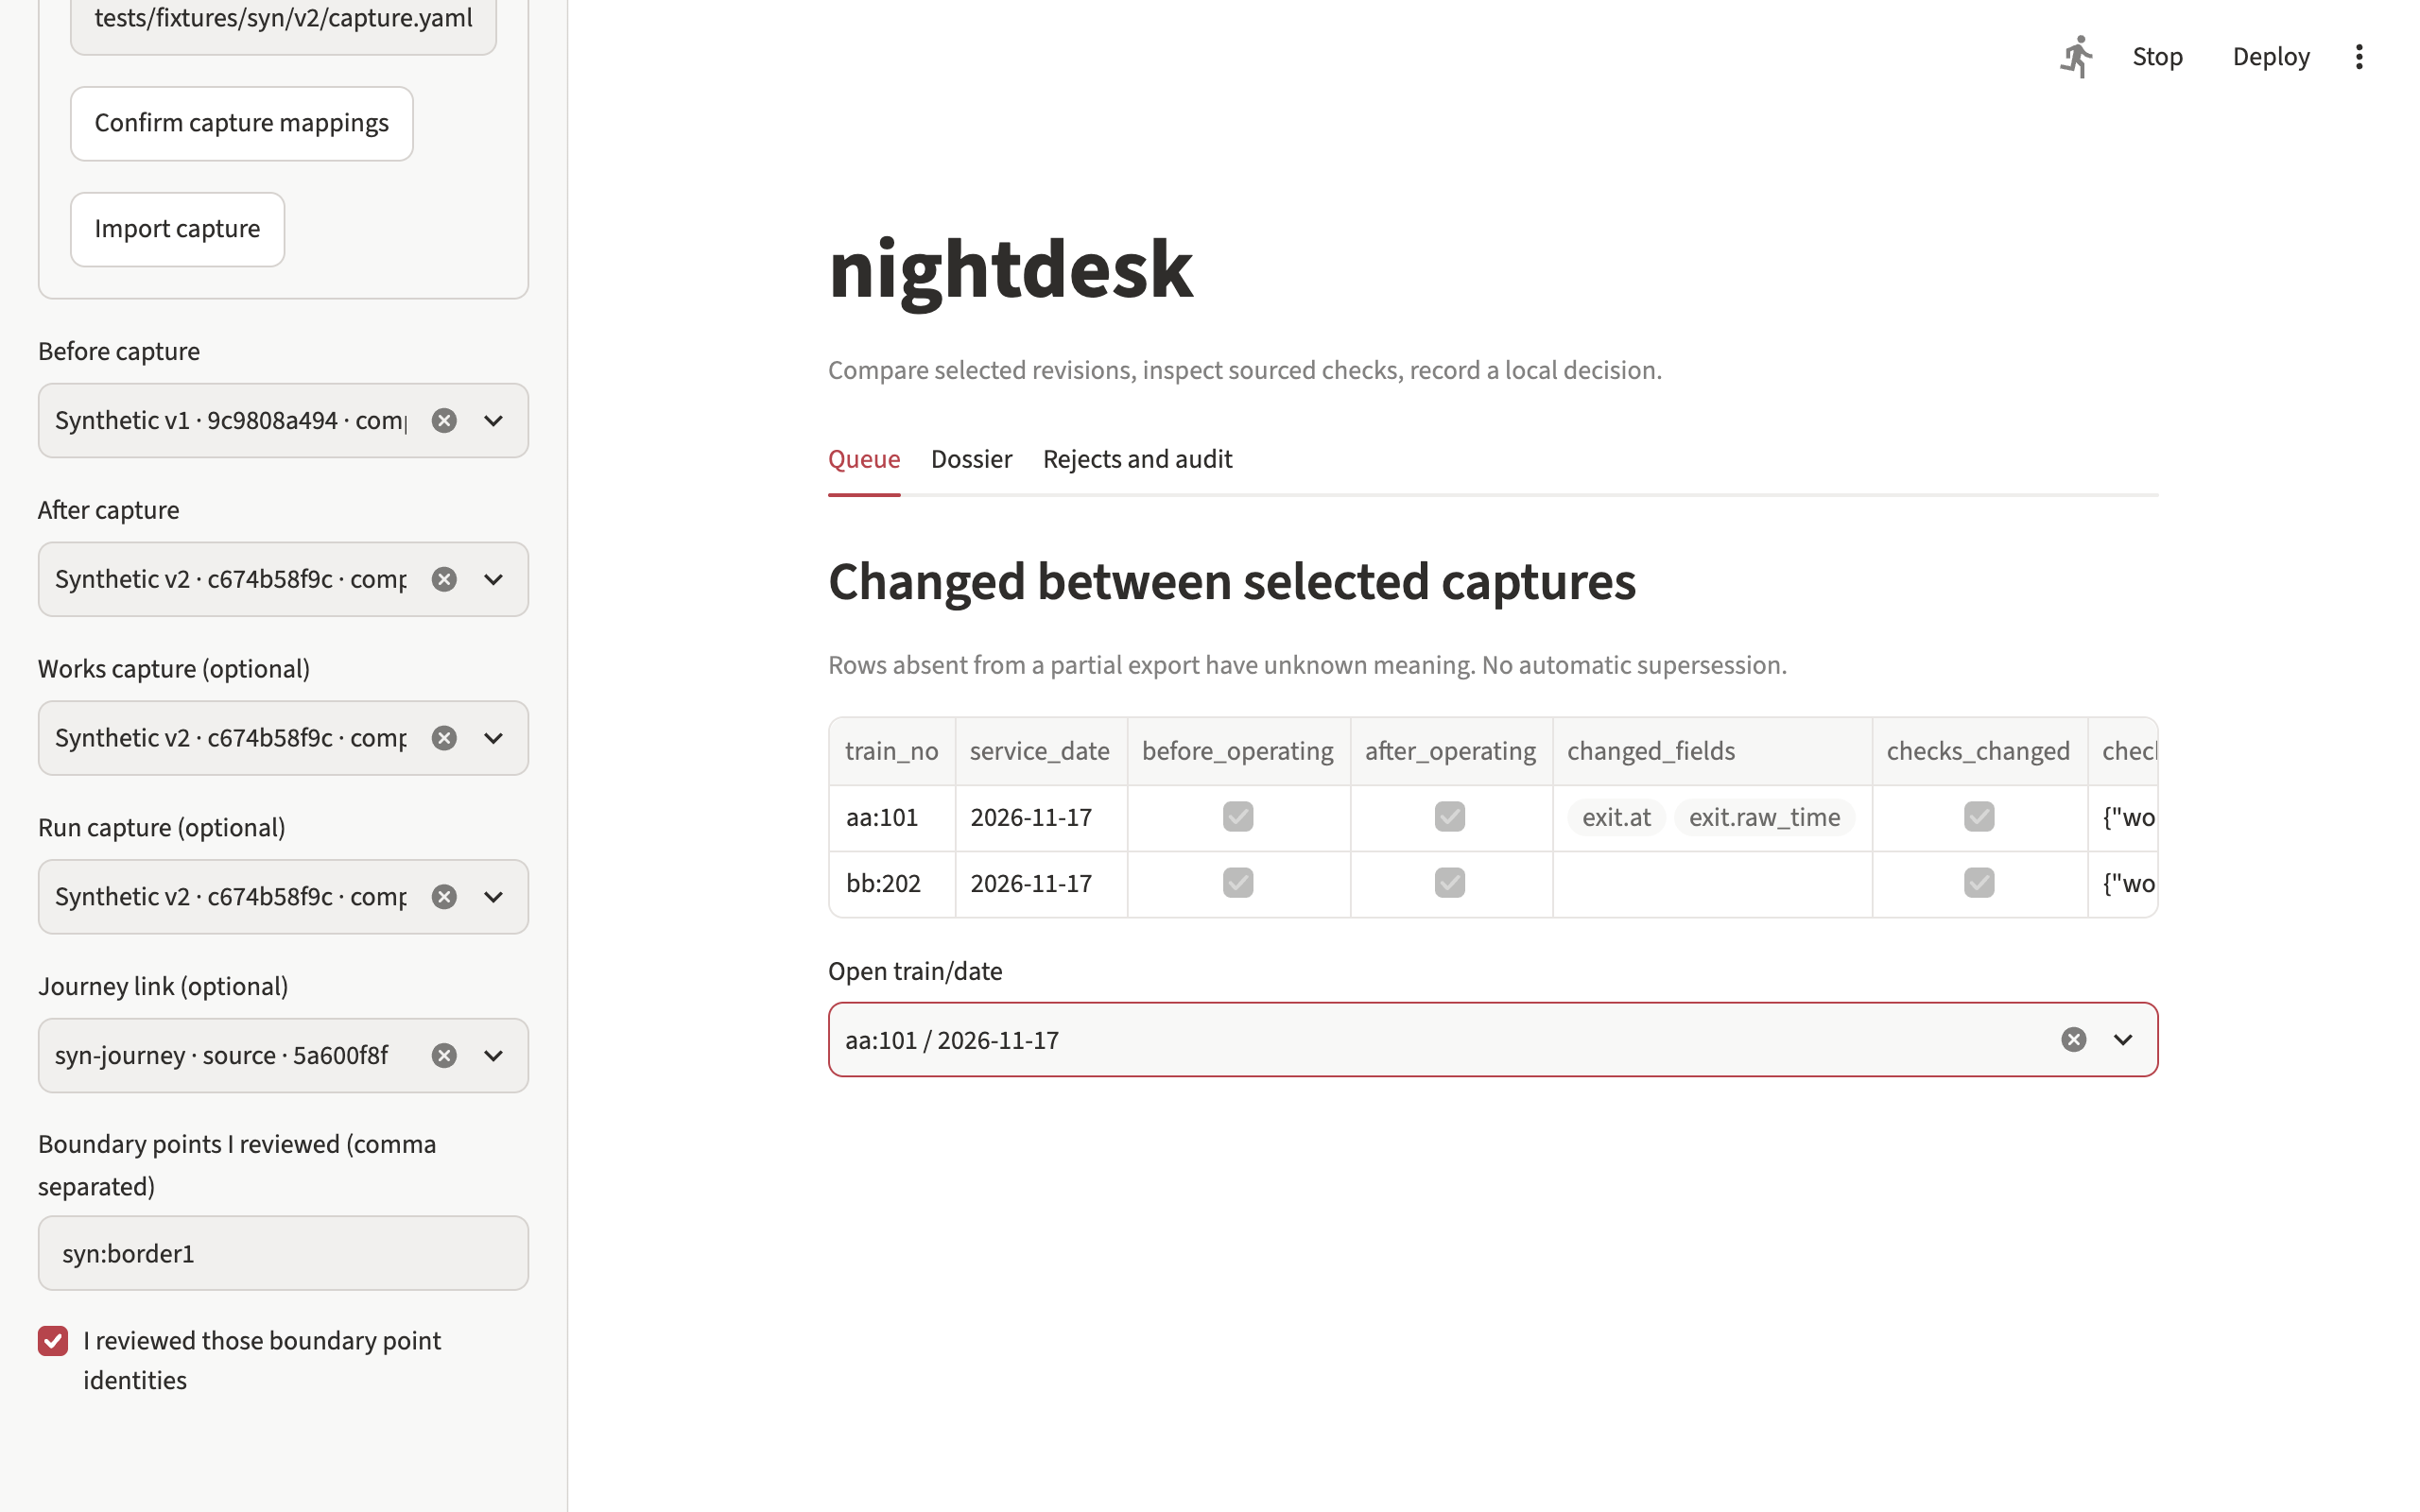 tests/fixtures/syn/v2/capture.yaml
Confirm capture mappings
Import capture
Before capture
Synthetic v1 · 9c9808a494 · com
After capture
Synthetic v2 · c674b58f9c · comp
Works capture (optional)
Synthetic v2 · c674b58f9c · comp
Run capture (optional)
Synthetic v2 · c674b58f9c · comp
Journey link (optional)
syn-journey · source · 5a600f8f
Boundary points I reviewed (comma
separated)
syn:border1
I reviewed those boundary point
identities
Stop Deploy
nightdesk
Compare selected revisions, inspect sourced checks, record a local decision.
Queue Dossier Rejects and audit
Changed between selected captures
Rows absent from a partial export have unknown meaning. No automatic supersession.
train_no service_date before_operating after_operating changed_fields checks_changed chec
aa:101 2026-11-17 exit.at exit.raw_time {"wo
bb:202 2026-11-17 {"wo
Open train/date
aa:101 / 2026-11-17